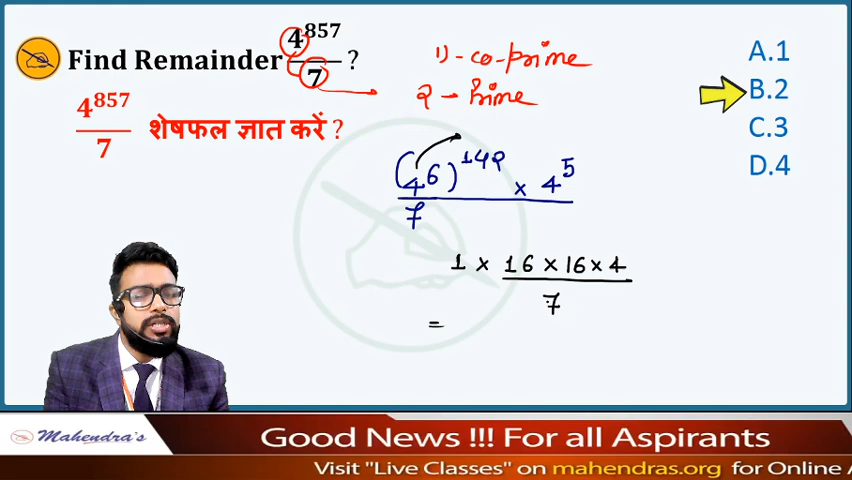 Find Remainder 4^857/7 ?
4^857/7 शेषफल ज्ञात करें ?
1) - co-prime
2 - Prime
(4^6)^142 × 4^5
7
1 × 16 × 16 × 4
7
=
A.1
B.2
C.3
D.4
Mahendra's
Good News !!! For all Aspirants
Visit "Live Classes" on mahendras.org for Online